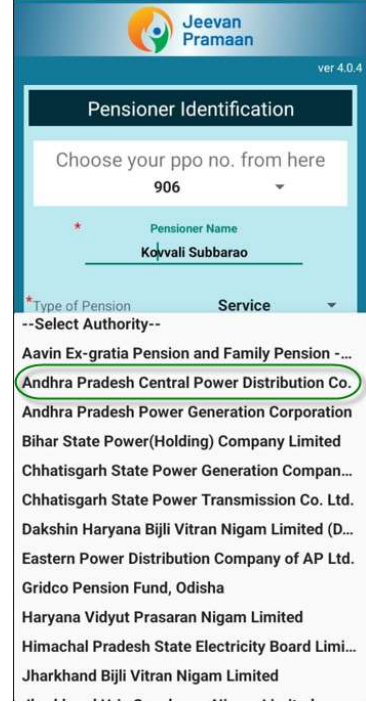 Jeevan
Pramaan
ver 4.0.4
Pensioner Identification
Choose your ppo no. from here
906
* Pensioner Name
Kovvali Subbarao
*Type of Pension Service
--Select Authority--
Aavin Ex-gratia Pension and Family Pension -...
Andhra Pradesh Central Power Distribution Co.
Andhra Pradesh Power Generation Corporation
Bihar State Power(Holding) Company Limited
Chhatisgarh State Power Generation Compan...
Chhatisgarh State Power Transmission Co. Ltd.
Dakshin Haryana Bijli Vitran Nigam Limited (D...
Eastern Power Distribution Company of AP Ltd.
Gridco Pension Fund, Odisha
Haryana Vidyut Prasaran Nigam Limited
Himachal Pradesh State Electricity Board Limi...
Jharkhand Bijli Vitran Nigam Limited